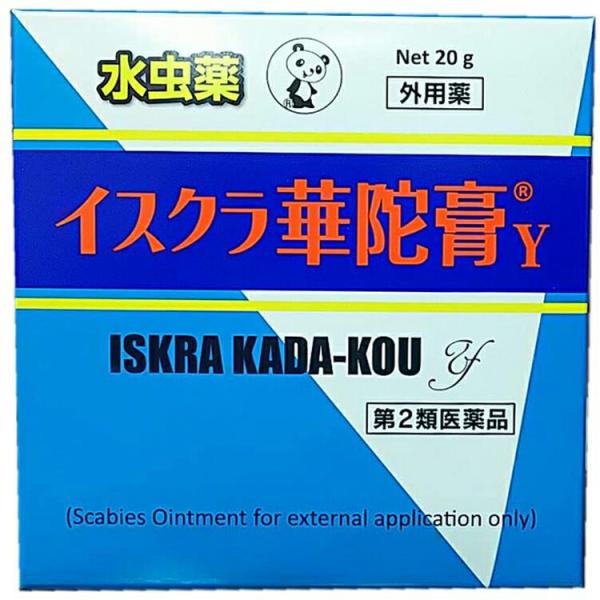 水虫薬
Net 20 g
外用薬
イスクラ華陀膏®Y
ISKRA KADA-KOU Y
第2類医薬品
(Scabies Ointment for external application only)